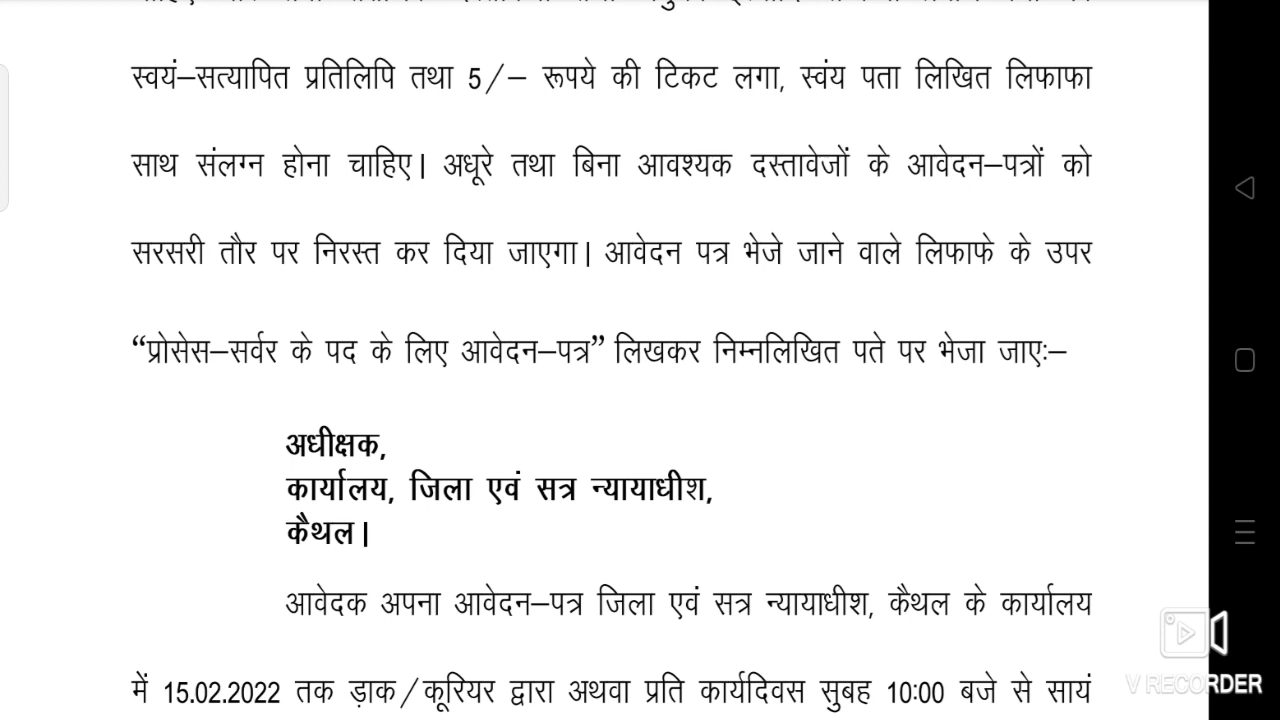 स्वयं–सत्यापित प्रतिलिपि तथा 5/– रूपये की टिकट लगा, स्वंय पता लिखित लिफाफा
साथ संलग्न होना चाहिए। अधूरे तथा बिना आवश्यक दस्तावेजों के आवेदन–पत्रों को
सरसरी तौर पर निरस्त कर दिया जाएगा। आवेदन पत्र भेजे जाने वाले लिफाफे के उपर
“प्रोसेस–सर्वर के पद के लिए आवेदन–पत्र” लिखकर निम्नलिखित पते पर भेजा जाएः–
अधीक्षक,
कार्यालय, जिला एवं सत्र न्यायाधीश,
कैथल।
आवेदक अपना आवेदन–पत्र जिला एवं सत्र न्यायाधीश, कैथल के कार्यालय
में 15.02.2022 तक ड़ाक/कूरियर द्वारा अथवा प्रति कार्यदिवस सुबह 10:00 बजे से सायं
V RECORDER